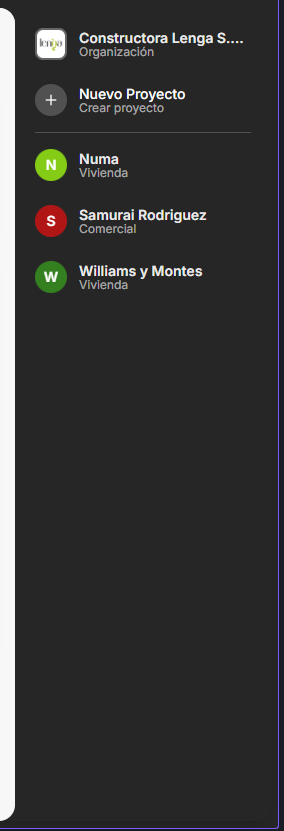 lenga
Constructora Lenga S....
Organización
+
Nuevo Proyecto
Crear proyecto
N
Numa
Vivienda
S
Samurai Rodriguez
Comercial
W
Williams y Montes
Vivienda